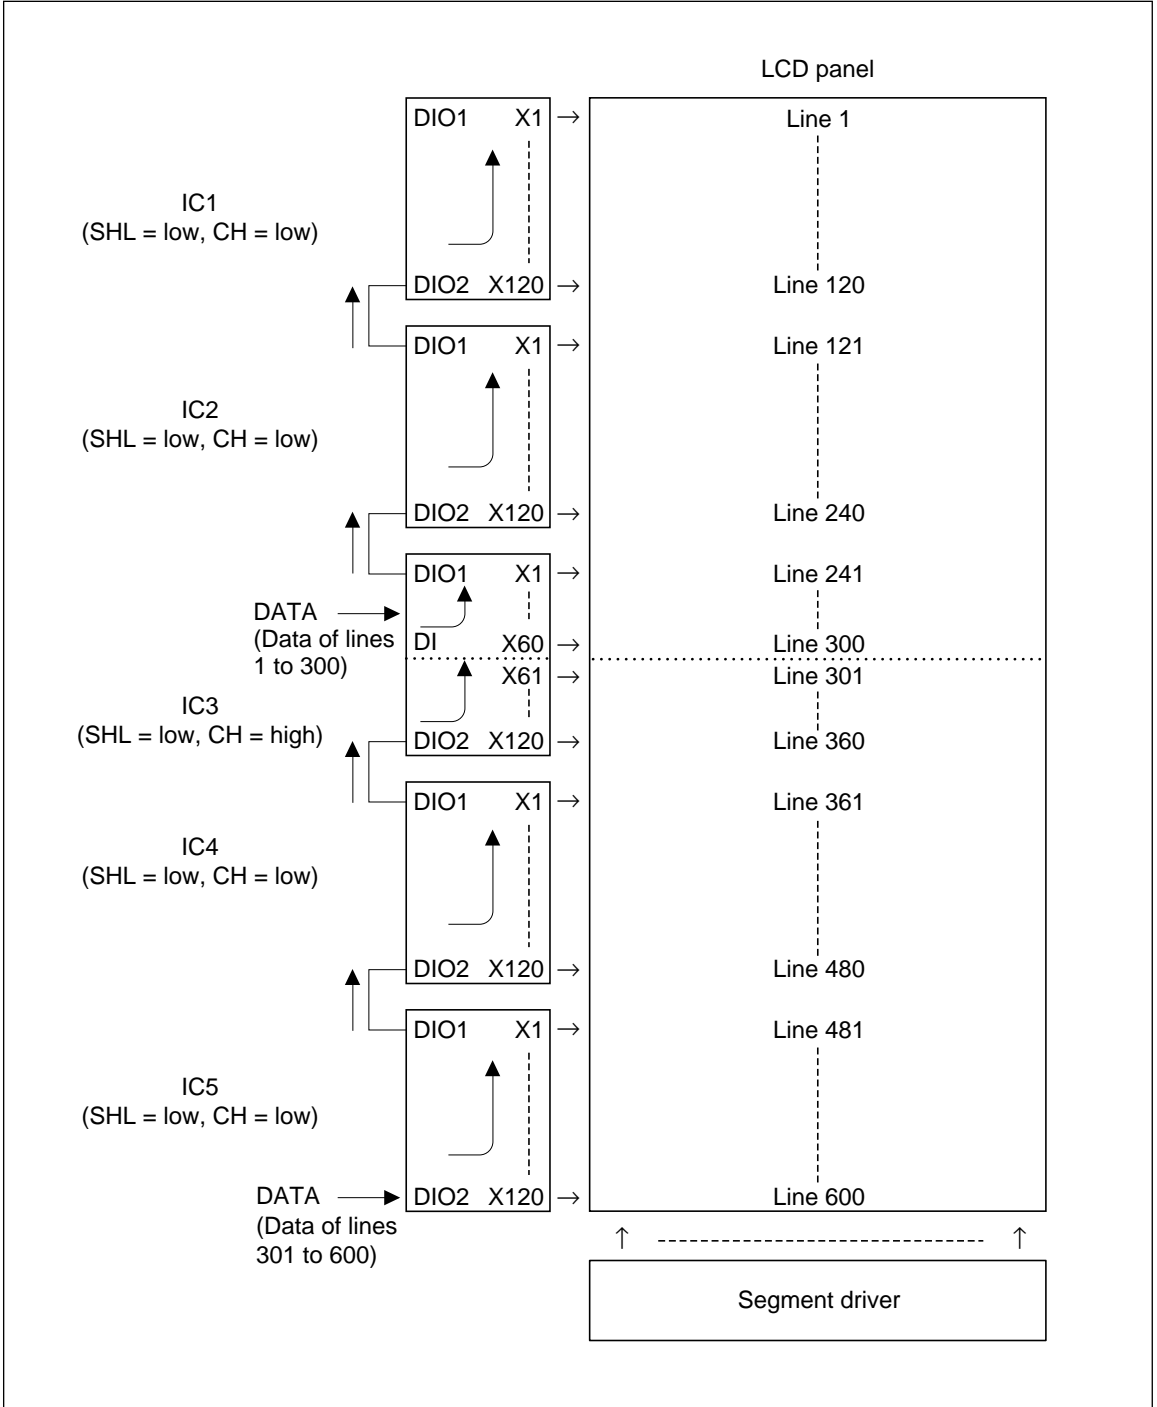 LCD panel
DIO1 X1 → Line 1
IC1
(SHL = low, CH = low)
DIO2 X120 → Line 120
DIO1 X1 → Line 121
IC2
(SHL = low, CH = low)
DIO2 X120 → Line 240
DIO1 X1 → Line 241
DATA
(Data of lines
1 to 300)
DI X60 → Line 300
X61 → Line 301
IC3
(SHL = low, CH = high)
DIO2 X120 → Line 360
DIO1 X1 → Line 361
IC4
(SHL = low, CH = low)
DIO2 X120 → Line 480
DIO1 X1 → Line 481
IC5
(SHL = low, CH = low)
DATA
(Data of lines
301 to 600)
DIO2 X120 → Line 600
Segment driver